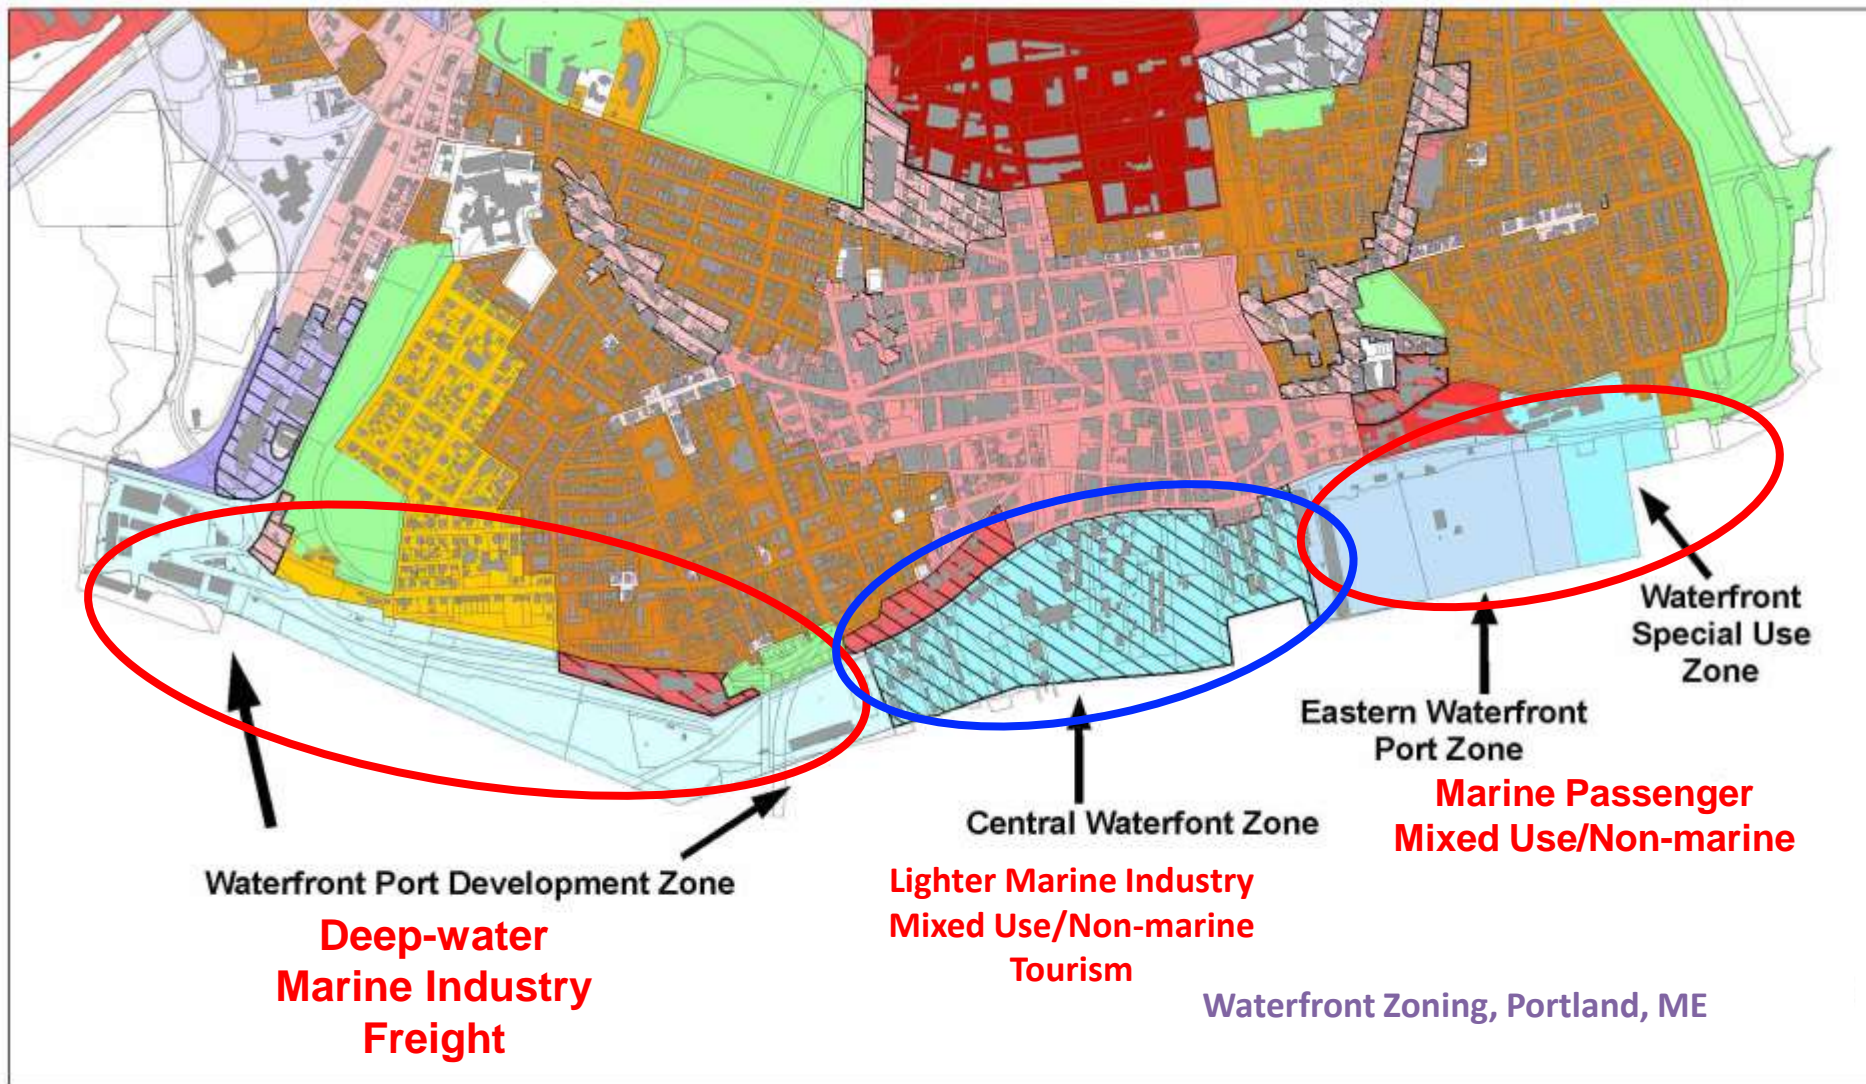 Waterfront
Special Use
Zone
Eastern Waterfront
Port Zone
Marine Passenger
Mixed Use/Non-marine
Central Waterfont Zone
Lighter Marine Industry
Mixed Use/Non-marine
Tourism
Waterfront Port Development Zone
Deep-water
Marine Industry
Freight
Waterfront Zoning, Portland, ME